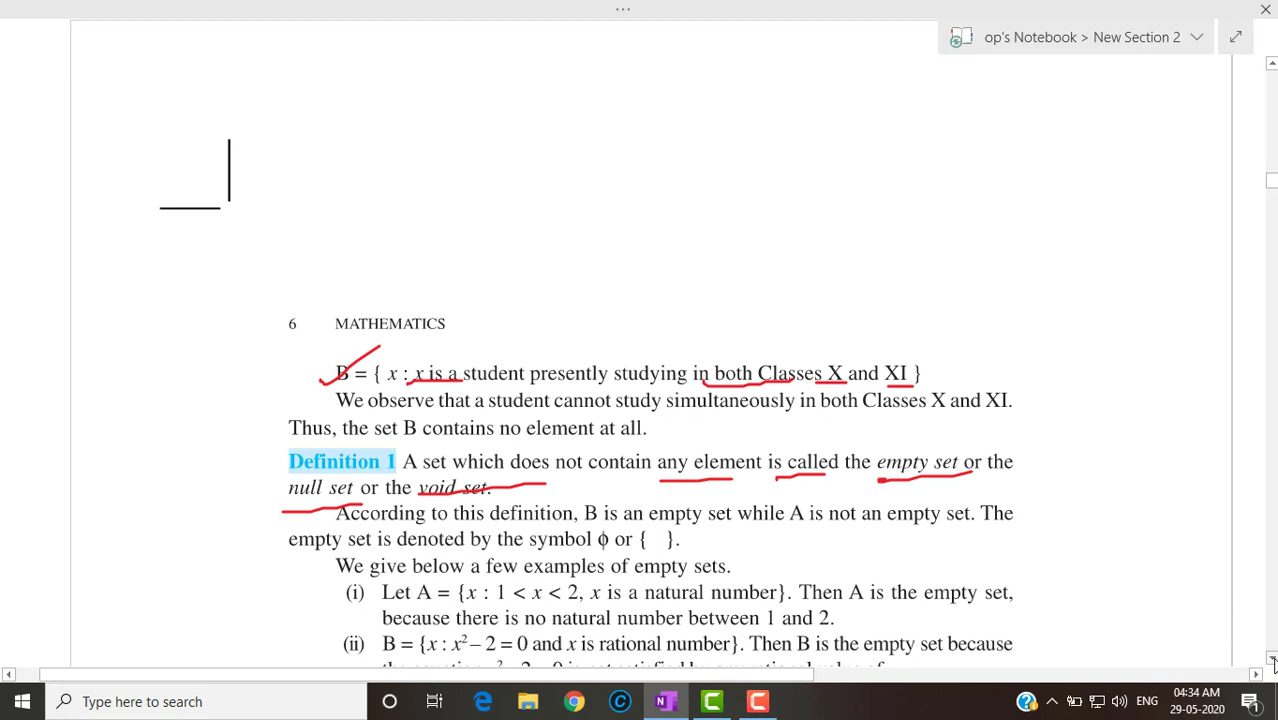 op's Notebook > New Section 2
6 MATHEMATICS
B = { x : x is a student presently studying in both Classes X and XI }
We observe that a student cannot study simultaneously in both Classes X and XI.
Thus, the set B contains no element at all.
Definition 1 A set which does not contain any element is called the empty set or the
null set or the void set.
According to this definition, B is an empty set while A is not an empty set. The
empty set is denoted by the symbol ϕ or { }.
We give below a few examples of empty sets.
(i) Let A = {x : 1 < x < 2, x is a natural number}. Then A is the empty set,
because there is no natural number between 1 and 2.
(ii) B = {x : x² – 2 = 0 and x is rational number}. Then B is the empty set because
Type here to search
ENG
04:34 AM
29-05-2020